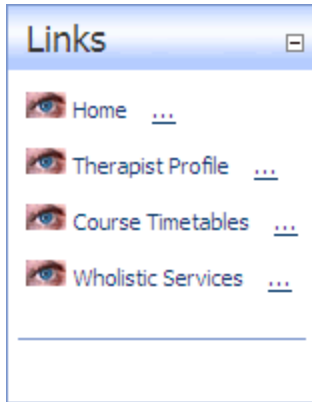 Links
Home ...
Therapist Profile ...
Course Timetables ...
Wholistic Services ...